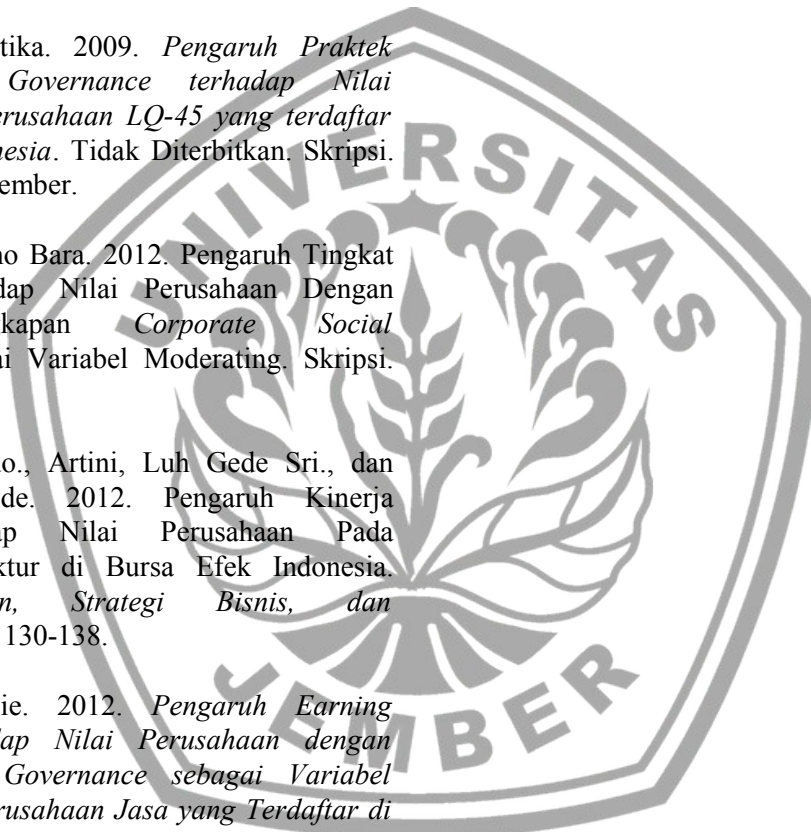 tika. 2009. Pengaruh Praktek
Governance terhadap Nilai
erusahaan LQ-45 yang terdaftar
nesia. Tidak Diterbitkan. Skripsi.
ember.
no Bara. 2012. Pengaruh Tingkat
dap Nilai Perusahaan Dengan
kapan Corporate Social
ai Variabel Moderating. Skripsi.
o., Artini, Luh Gede Sri., dan
de. 2012. Pengaruh Kinerja
ap Nilai Perusahaan Pada
ktur di Bursa Efek Indonesia.
n, Strategi Bisnis, dan
130-138.
ie. 2012. Pengaruh Earning
dap Nilai Perusahaan dengan
Governance sebagai Variabel
erusahaan Jasa yang Terdaftar di
UNIVERSITAS
JEMBER